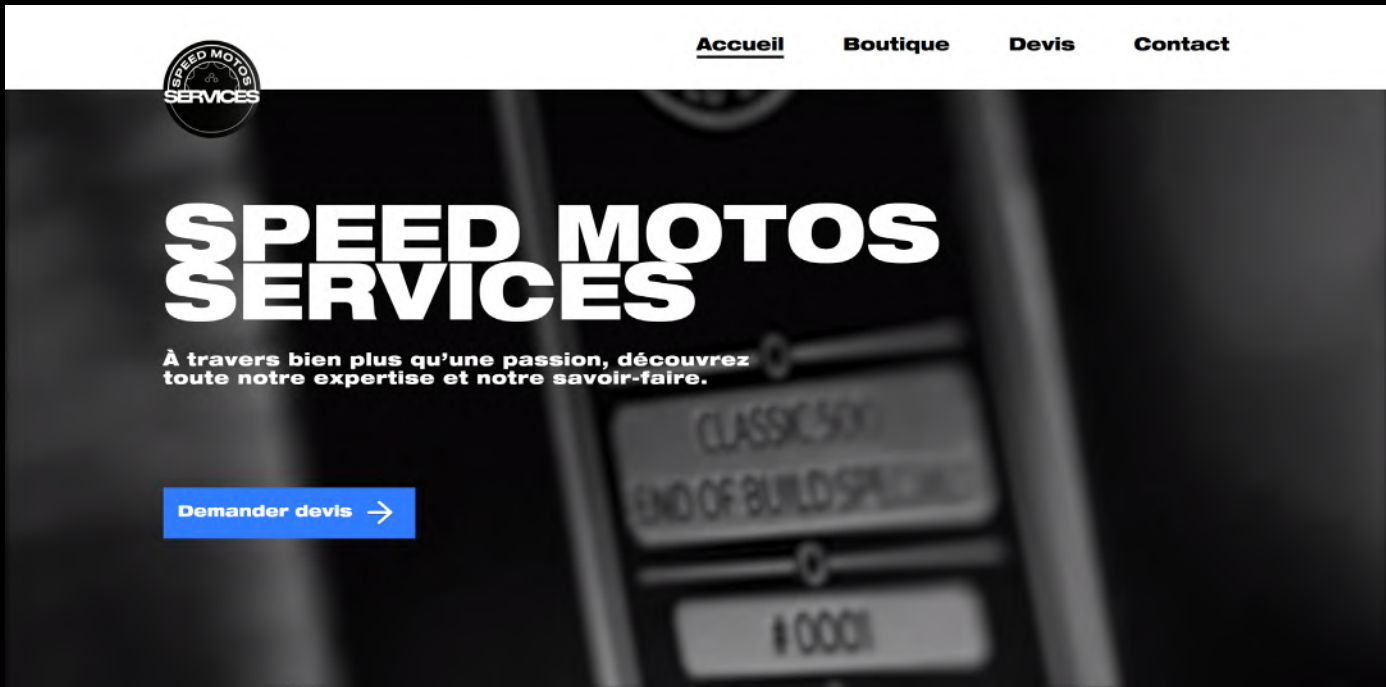 SPEED MOTOS
SERVICES
Accueil
Boutique
Devis
Contact
SPEED MOTOS
SERVICES
À travers bien plus qu’une passion, découvrez
toute notre expertise et notre savoir-faire.
Demander devis
CLASSIC 500
END OF BUILD SPECIAL
#0001